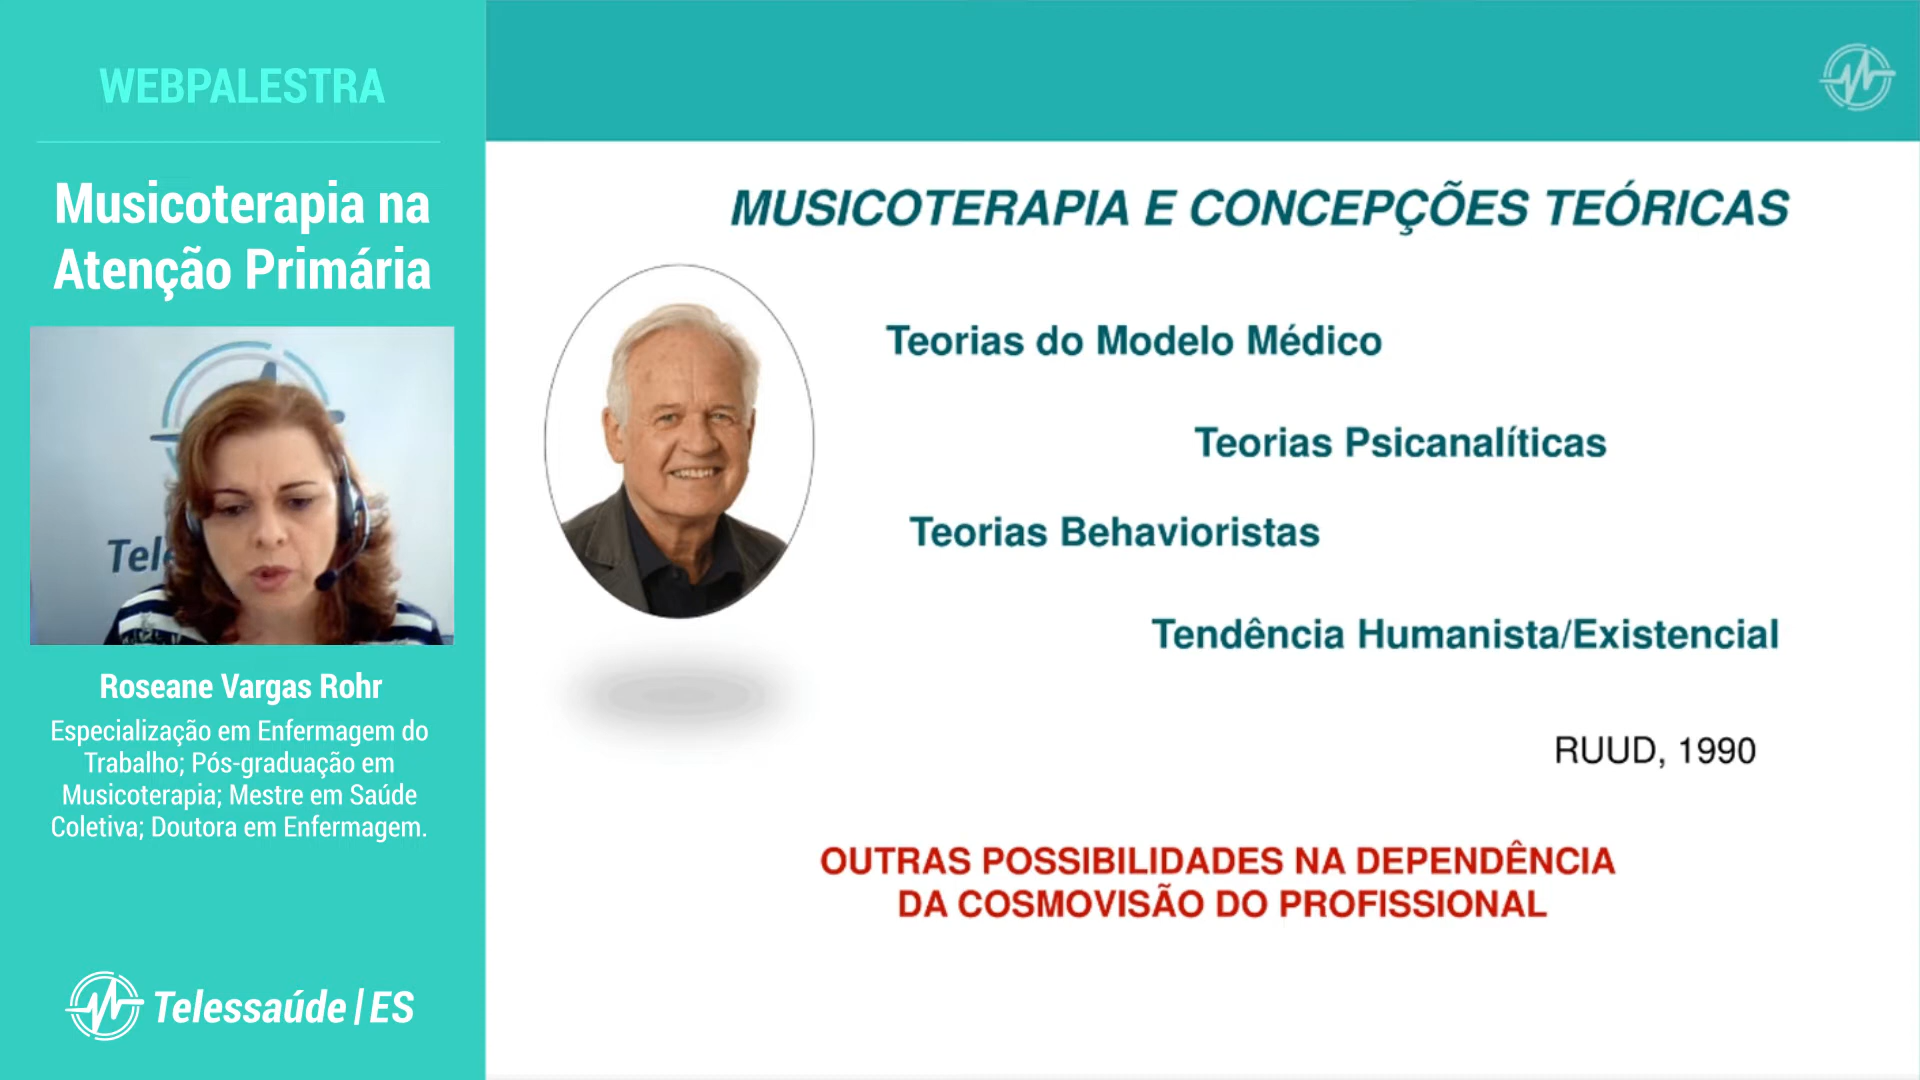 WEBPALESTRA
Musicoterapia na
Atenção Primária
Tele
Roseane Vargas Rohr
Especialização em Enfermagem do
Trabalho; Pós-graduação em
Musicoterapia; Mestre em Saúde
Coletiva; Doutora em Enfermagem.
Telessaúde|ES
MUSICOTERAPIA E CONCEPÇÕES TEÓRICAS
Teorias do Modelo Médico
Teorias Psicanalíticas
Teorias Behavioristas
Tendência Humanista/Existencial
RUUD, 1990
OUTRAS POSSIBILIDADES NA DEPENDÊNCIA
DA COSMOVISÃO DO PROFISSIONAL